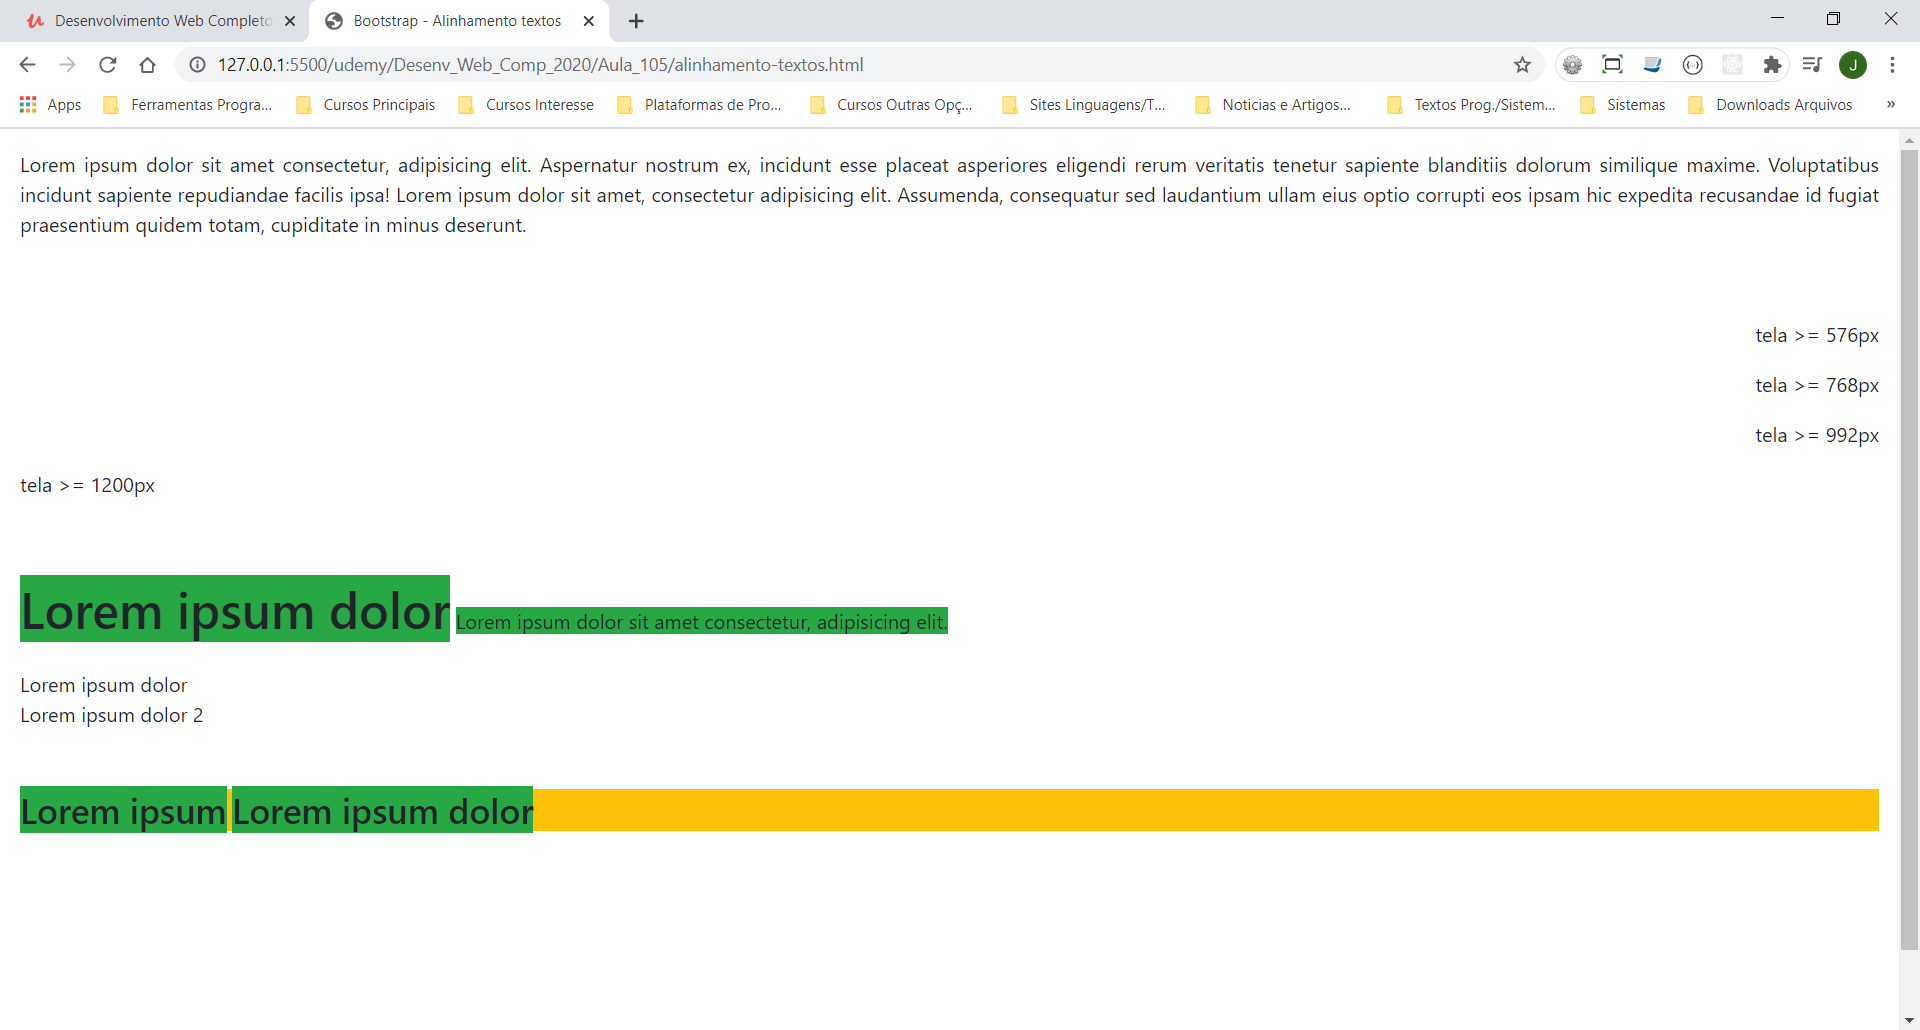 Desenvolvimento Web Completo
Bootstrap - Alinhamento textos
127.0.0.1:5500/udemy/Desenv_Web_Comp_2020/Aula_105/alinhamento-textos.html
J
Apps
Ferramentas Progra...
Cursos Principais
Cursos Interesse
Plataformas de Pro...
Cursos Outras Opç...
Sites Linguagens/T...
Noticias e Artigos...
Textos Prog./Sistem...
Sistemas
Downloads Arquivos
»
Lorem ipsum dolor sit amet consectetur, adipisicing elit. Aspernatur nostrum ex, incidunt esse placeat asperiores eligendi rerum veritatis tenetur sapiente blanditiis dolorum similique maxime. Voluptatibus
incidunt sapiente repudiandae facilis ipsa! Lorem ipsum dolor sit amet, consectetur adipisicing elit. Assumenda, consequatur sed laudantium ullam eius optio corrupti eos ipsam hic expedita recusandae id fugiat
praesentium quidem totam, cupiditate in minus deserunt.
tela >= 576px
tela >= 768px
tela >= 992px
tela >= 1200px
Lorem ipsum dolor Lorem ipsum dolor sit amet consectetur, adipisicing elit.
Lorem ipsum dolor
Lorem ipsum dolor 2
Lorem ipsum Lorem ipsum dolor